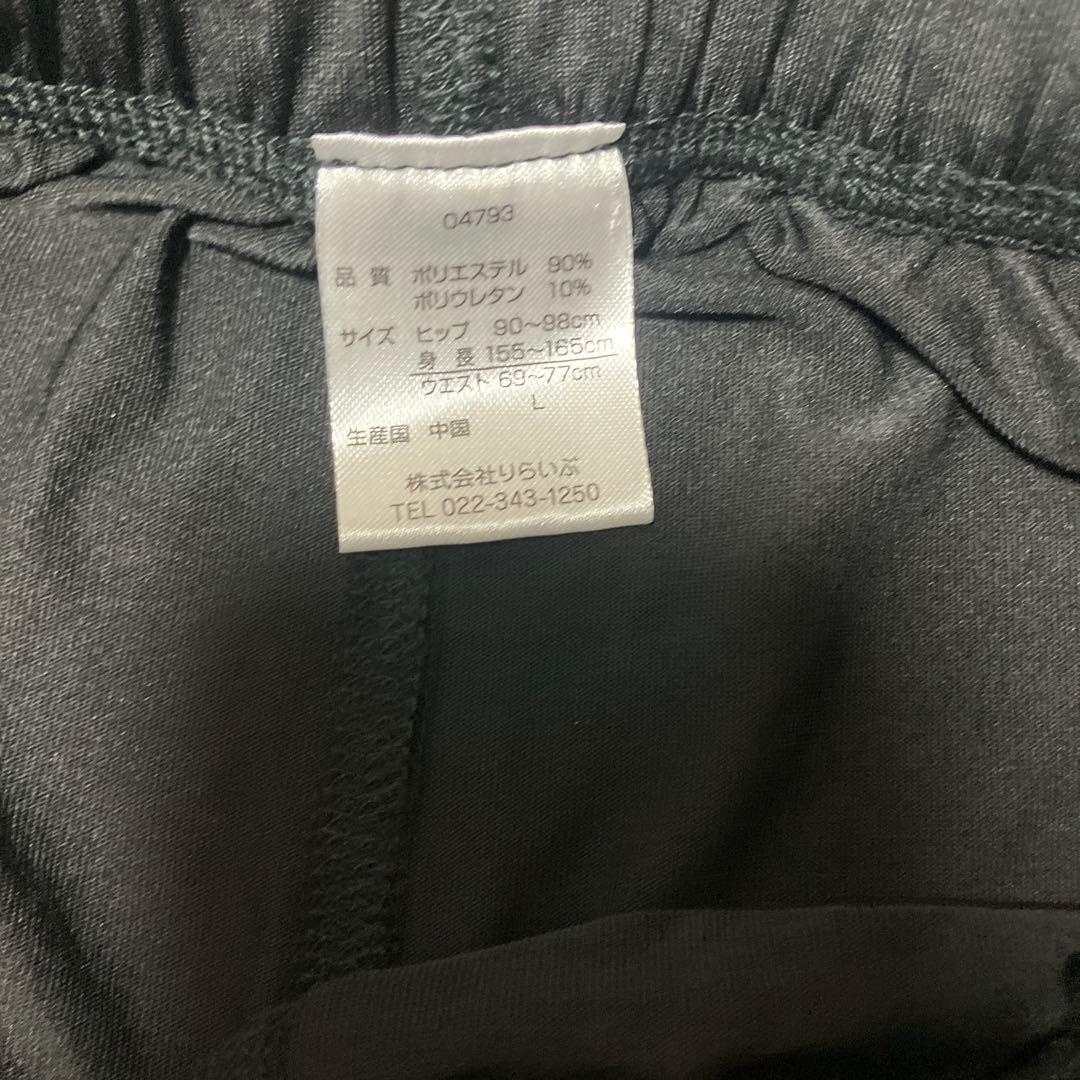 04793
品質 ポリエステル 90%
ポリウレタン 10%
サイズ ヒップ 90～98cm
身長 155～165cm
ウエスト 69～77cm
L
生産国 中国
株式会社りらいぶ
TEL 022-343-1250